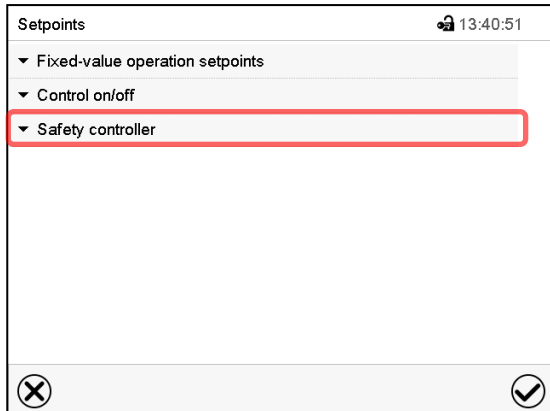 Setpoints
13:40:51
Fixed-value operation setpoints
Control on/off
Safety controller